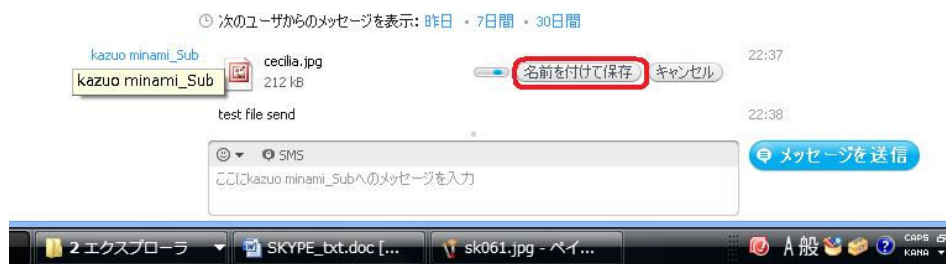 次のユーザからのメッセージを表示: 昨日 • 7日間 • 30日間
kazuo minami_Sub
cecilia.jpg
名前を付けて保存
キャンセル
22:37
kazuo minami_Sub
212 kB
test file send
22:38
SMS
メッセージを送信
ここにkazuo minami_Subへのメッセージを入力
2 エクスプローラ
SKYPE_txt.doc [...
sk061.jpg - ペイ...
A 般
CAPS
KANA